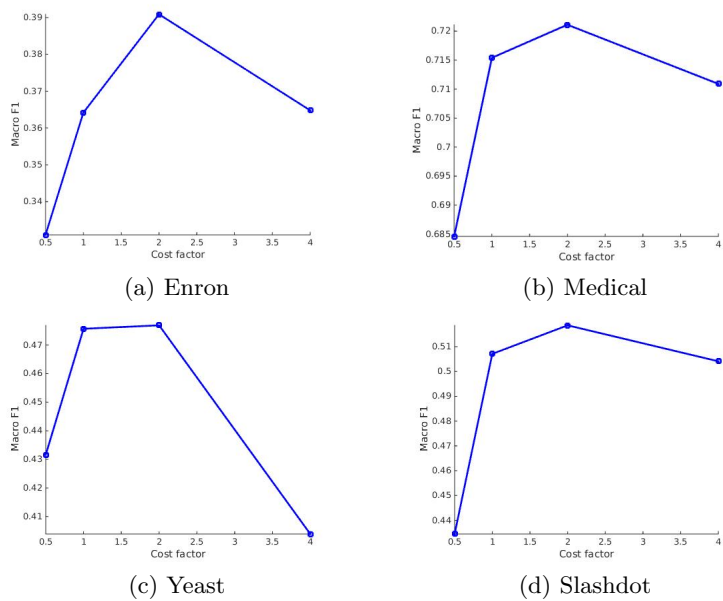 0.39
0.38
0.37
0.36
0.35
0.34
Macro F1
0.5 1 1.5 2 2.5 3 3.5 4
Cost factor
(a) Enron
0.72
0.715
0.71
0.705
0.7
0.695
0.69
0.685
Macro F1
0.5 1 1.5 2 2.5 3 3.5 4
Cost factor
(b) Medical
0.47
0.46
0.45
0.44
0.43
0.42
0.41
Macro F1
0.5 1 1.5 2 2.5 3 3.5 4
Cost factor
(c) Yeast
0.51
0.5
0.49
0.48
0.47
0.46
0.45
0.44
Macro F1
0.5 1 1.5 2 2.5 3 3.5 4
Cost factor
(d) Slashdot